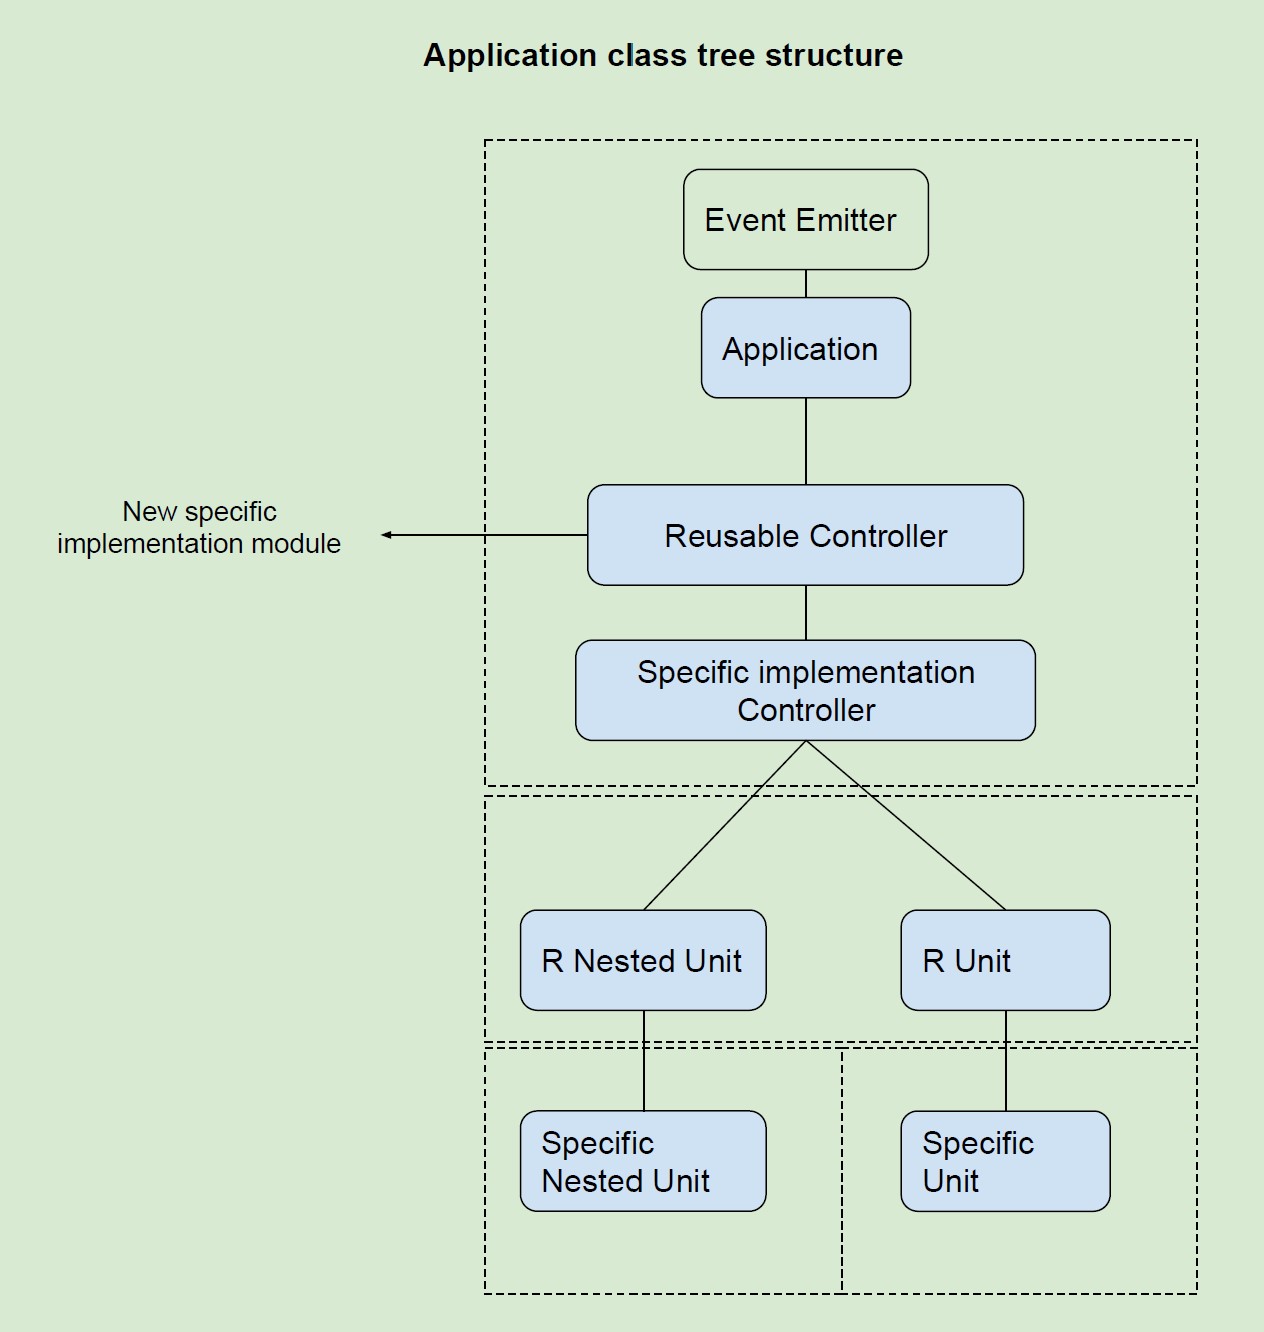 Application class tree structure
Event Emitter
Application
New specific
implementation module
Reusable Controller
Specific implementation
Controller
R Nested Unit
R Unit
Specific
Nested Unit
Specific
Unit